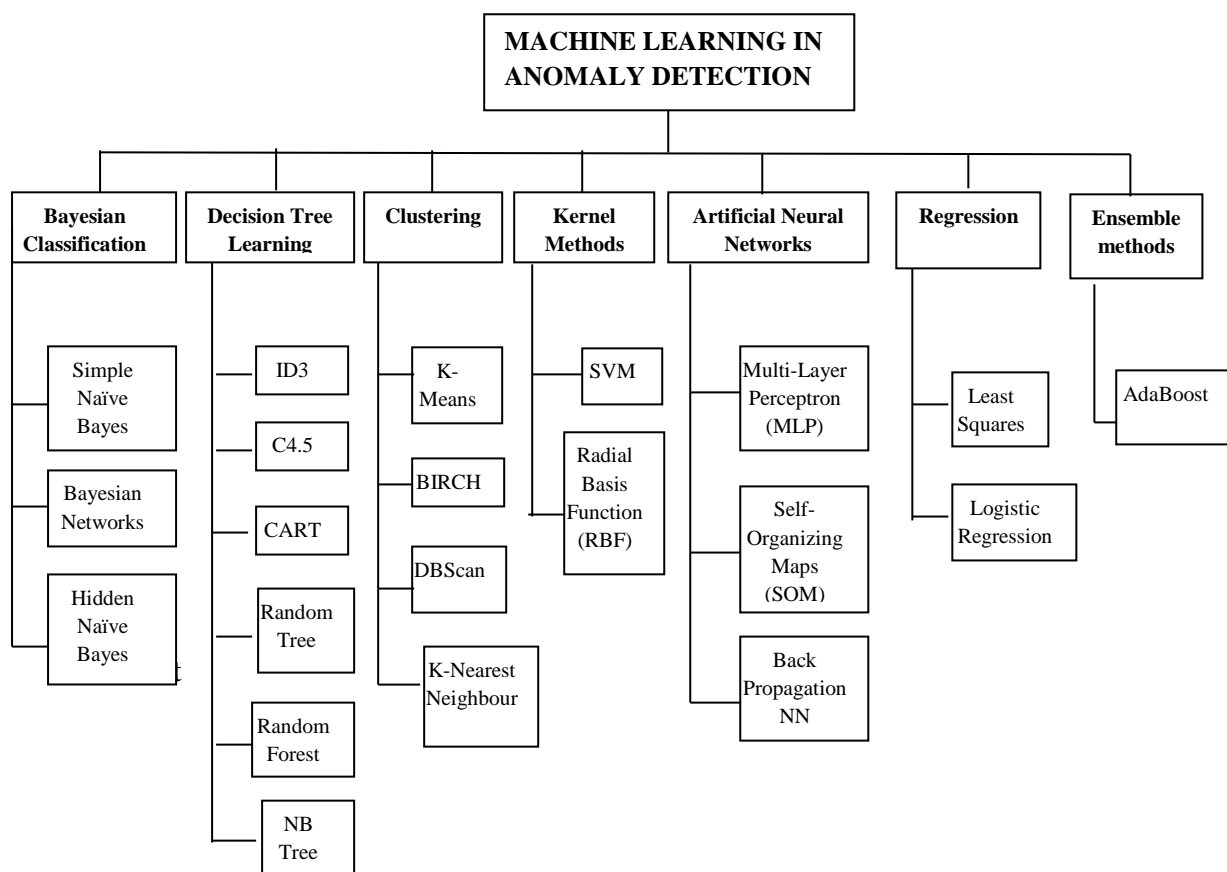 MACHINE LEARNING IN
ANOMALY DETECTION
Bayesian
Classification
Decision Tree
Learning
Clustering
Kernel
Methods
Artificial Neural
Networks
Regression
Ensemble
methods
Simple
Naïve
Bayes
Bayesian
Networks
Hidden
Naïve
Bayes
t
ID3
C4.5
CART
Random
Tree
Random
Forest
NB
Tree
K-
Means
BIRCH
DBScan
K-Nearest
Neighbour
SVM
Radial
Basis
Function
(RBF)
Multi-Layer
Perceptron
(MLP)
Self-
Organizing
Maps
(SOM)
Back
Propagation
NN
Least
Squares
Logistic
Regression
AdaBoost